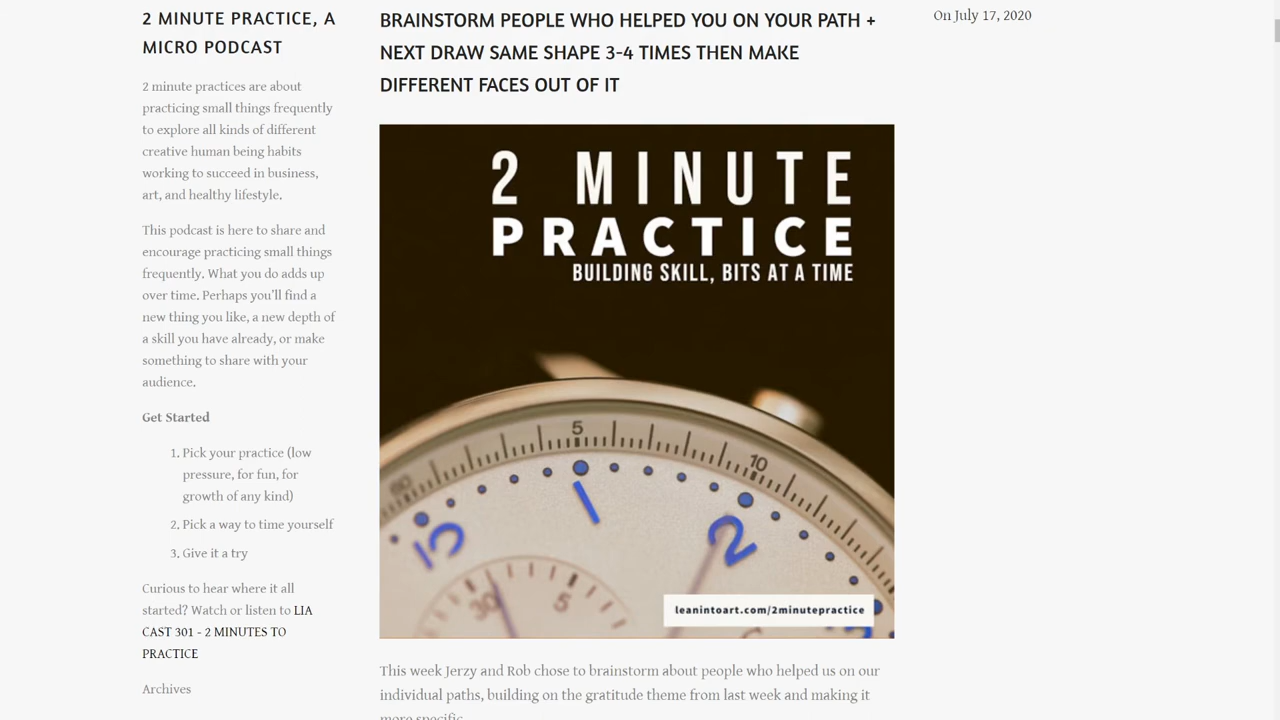 2 MINUTE PRACTICE, A
MICRO PODCAST
2 minute practices are about
practicing small things frequently
to explore all kinds of different
creative human being habits
working to succeed in business,
art, and healthy lifestyle.
This podcast is here to share and
encourage practicing small things
frequently. What you do adds up
over time. Perhaps you’ll find a
new thing you like, a new depth of
a skill you have already, or make
something to share with your
audience.
Get Started
1. Pick your practice (low
pressure, for fun, for
growth of any kind)
2. Pick a way to time yourself
3. Give it a try
Curious to hear where it all
started? Watch or listen to LIA
CAST 301 - 2 MINUTES TO
PRACTICE
Archives
BRAINSTORM PEOPLE WHO HELPED YOU ON YOUR PATH +
NEXT DRAW SAME SHAPE 3-4 TIMES THEN MAKE
DIFFERENT FACES OUT OF IT
2 MINUTE
PRACTICE
BUILDING SKILL, BITS AT A TIME
60
5
10
12
1
2
30
5
leanintoart.com/2minutepractice
This week Jerzy and Rob chose to brainstorm about people who helped us on our
individual paths, building on the gratitude theme from last week and making it
more specific.
On July 17, 2020